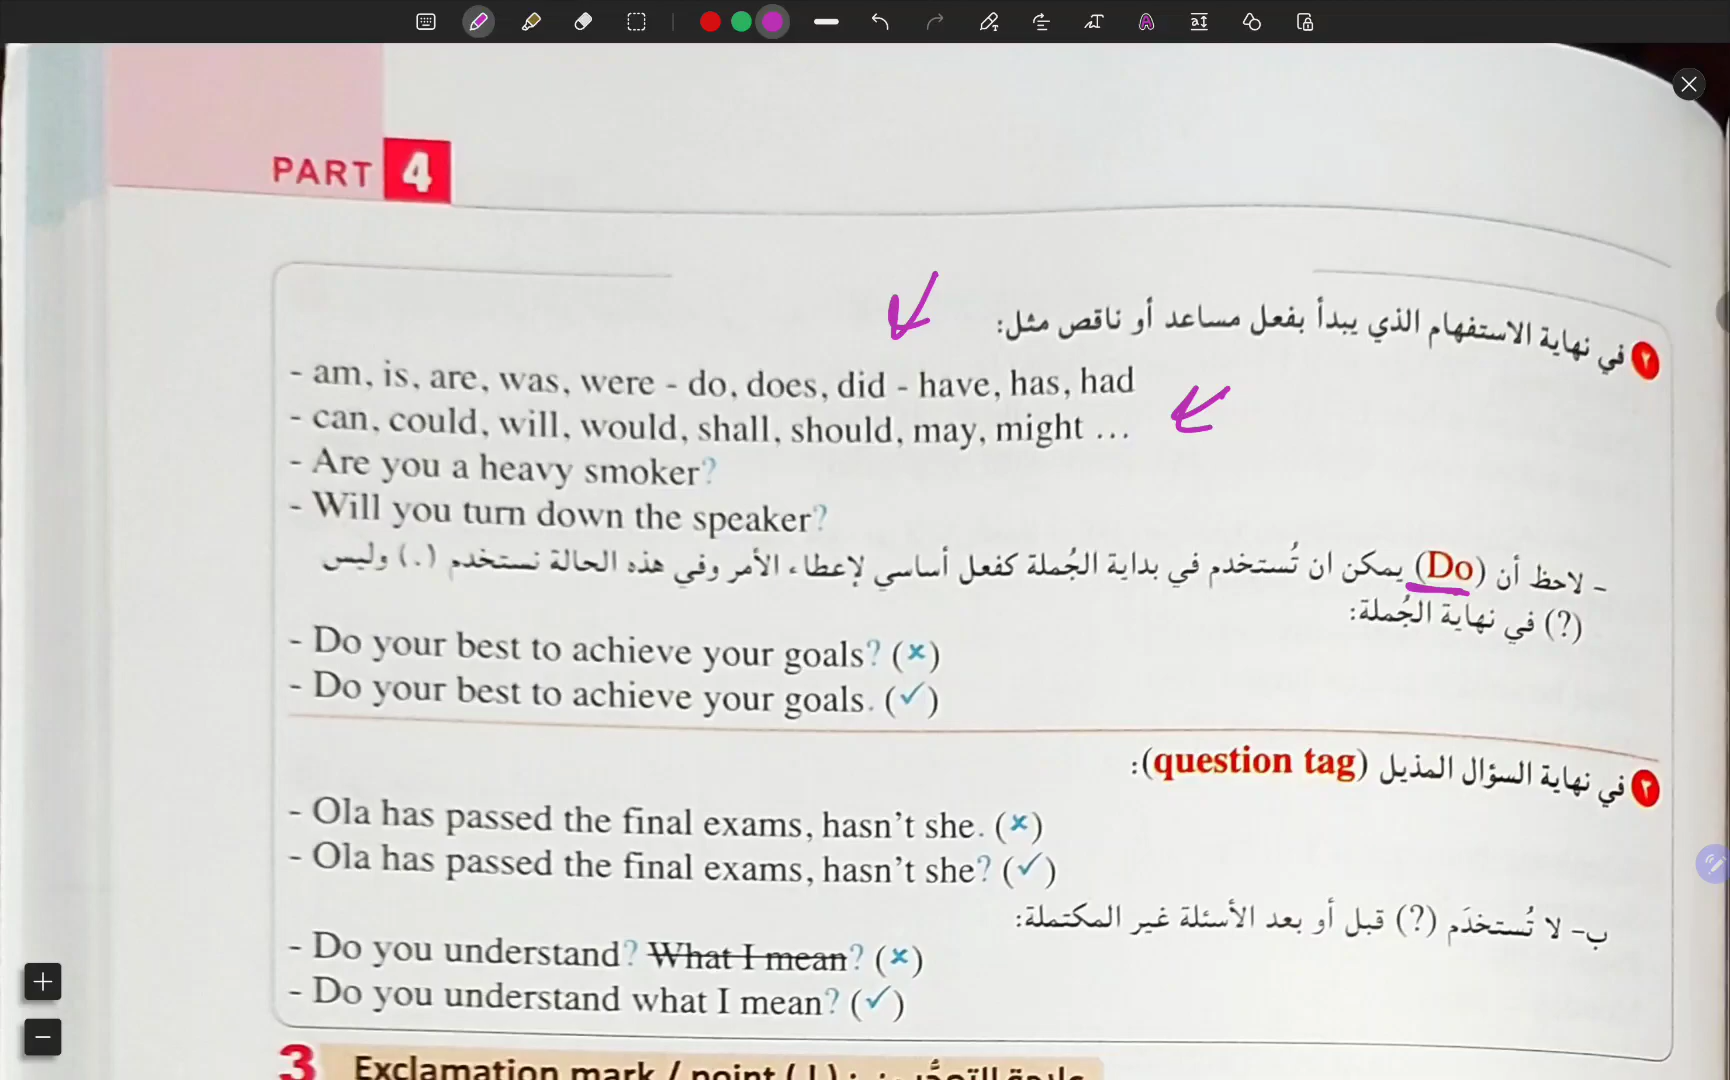 PART 4
٢ في نهاية الاستفهام الذي يبدأ بفعل مساعد أو ناقص مثل:
- am, is, are, was, were - do, does, did - have, has, had
- can, could, will, would, shall, should, may, might ...
- Are you a heavy smoker?
- Will you turn down the speaker?
- لاحظ أن (Do) يمكن ان تُستخدم في بداية الجُملة كفعل أساسي لإعطاء الأمر وفي هذه الحالة نستخدم (.) وليس
(?) في نهاية الجُملة:
- Do your best to achieve your goals? (×)
- Do your best to achieve your goals. (✓)
٣ في نهاية السؤال المذيل (question tag):
- Ola has passed the final exams, hasn't she. (×)
- Ola has passed the final exams, hasn't she? (✓)
ب- لا تُستخدَم (?) قبل أو بعد الأسئلة غير المكتملة:
- Do you understand? What I mean? (×)
- Do you understand what I mean? (✓)
3 Exclamation mark / point (!) : علامة التعجُّب